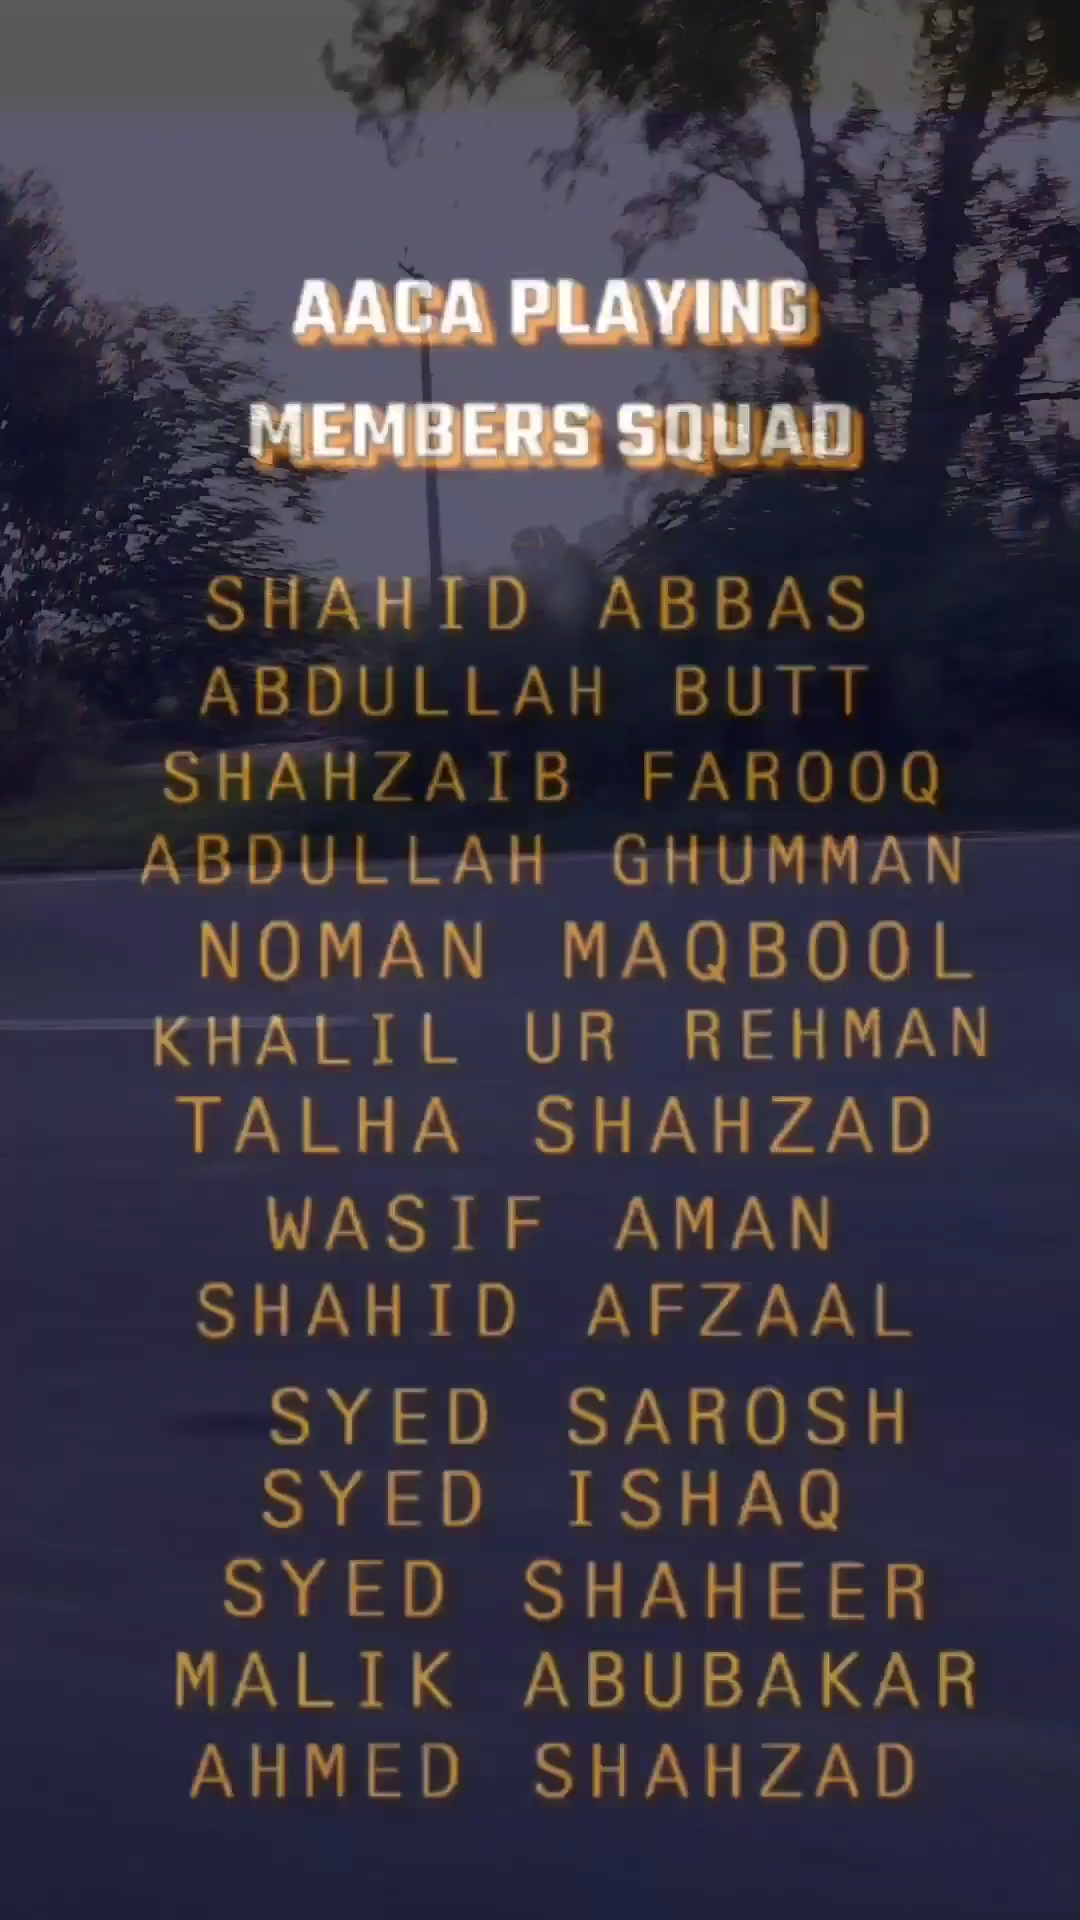 AACA PLAYING
MEMBERS SQUAD
SHAHID ABBAS
ABDULLAH BUTT
SHAHZAIB FAROOQ
ABDULLAH GHUMMAN
NOMAN MAQBOOL
KHALIL UR REHMAN
TALHA SHAHZAD
WASIF AMAN
SHAHID AFZAAL
SYED SAROSH
SYED ISHAQ
SYED SHAHEER
MALIK ABUBAKAR
AHMED SHAHZAD